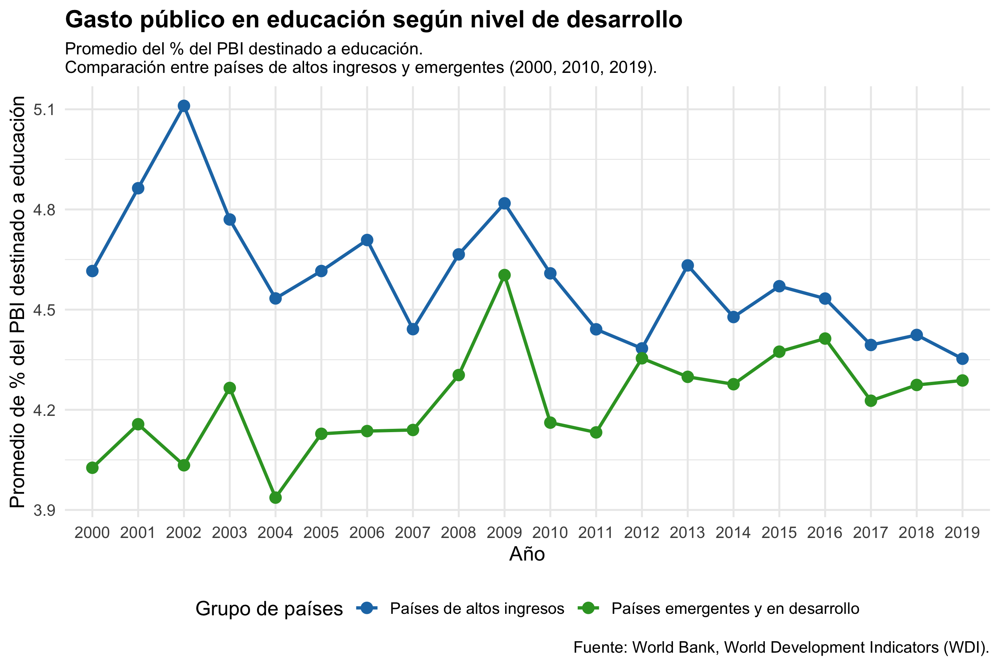 Gasto público en educación según nivel de desarrollo
Promedio del % del PBI destinado a educación.
Comparación entre países de altos ingresos y emergentes (2000, 2010, 2019).
Promedio de % del PBI destinado a educación
5.1
4.8
4.5
4.2
3.9
2000 2001 2002 2003 2004 2005 2006 2007 2008 2009 2010 2011 2012 2013 2014 2015 2016 2017 2018 2019
Año
Grupo de países Países de altos ingresos Países emergentes y en desarrollo
Fuente: World Bank, World Development Indicators (WDI).